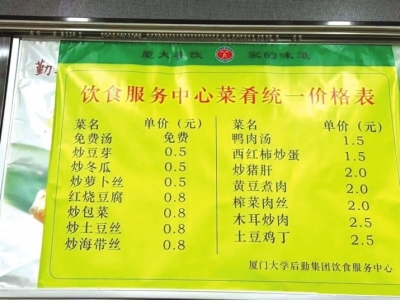 勤
厦大餐饮 家的味道
饮食服务中心菜肴统一价格表
菜名 单价（元）
免费汤 免费
炒豆芽 0.5
炒冬瓜 0.5
炒萝卜丝 0.5
红烧豆腐 0.8
炒包菜 0.8
炒土豆丝 0.8
炒海带丝 0.8
菜名 单价（元）
鸭肉汤 1.5
西红柿炒蛋 1.5
炒猪肝 2.0
黄豆煮肉 2.0
榨菜肉丝 2.0
木耳炒肉 2.5
土豆鸡丁 2.5
厦门大学后勤集团饮食服务中心